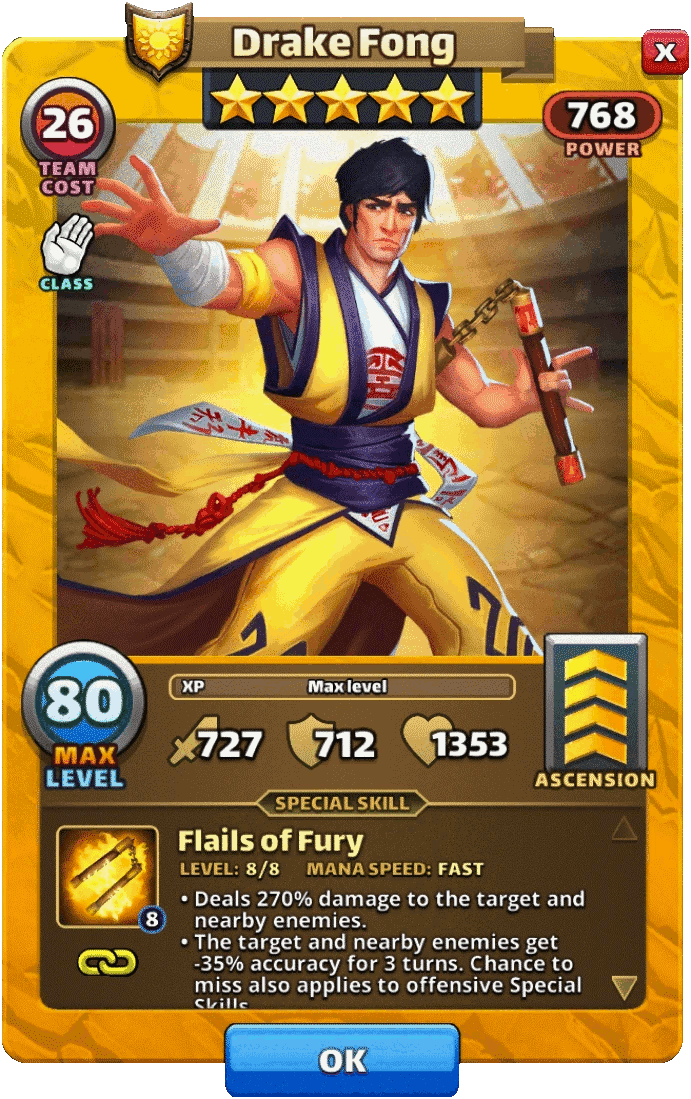 Drake Fong
X
26
TEAM
COST
768
POWER
CLASS
80
MAX
LEVEL
XP Max level
727 712 1353
ASCENSION
SPECIAL SKILL
Flails of Fury
LEVEL: 8/8 MANA SPEED: FAST
8
• Deals 270% damage to the target and
nearby enemies.
• The target and nearby enemies get
-35% accuracy for 3 turns. Chance to
miss also applies to offensive Special
Skills
OK